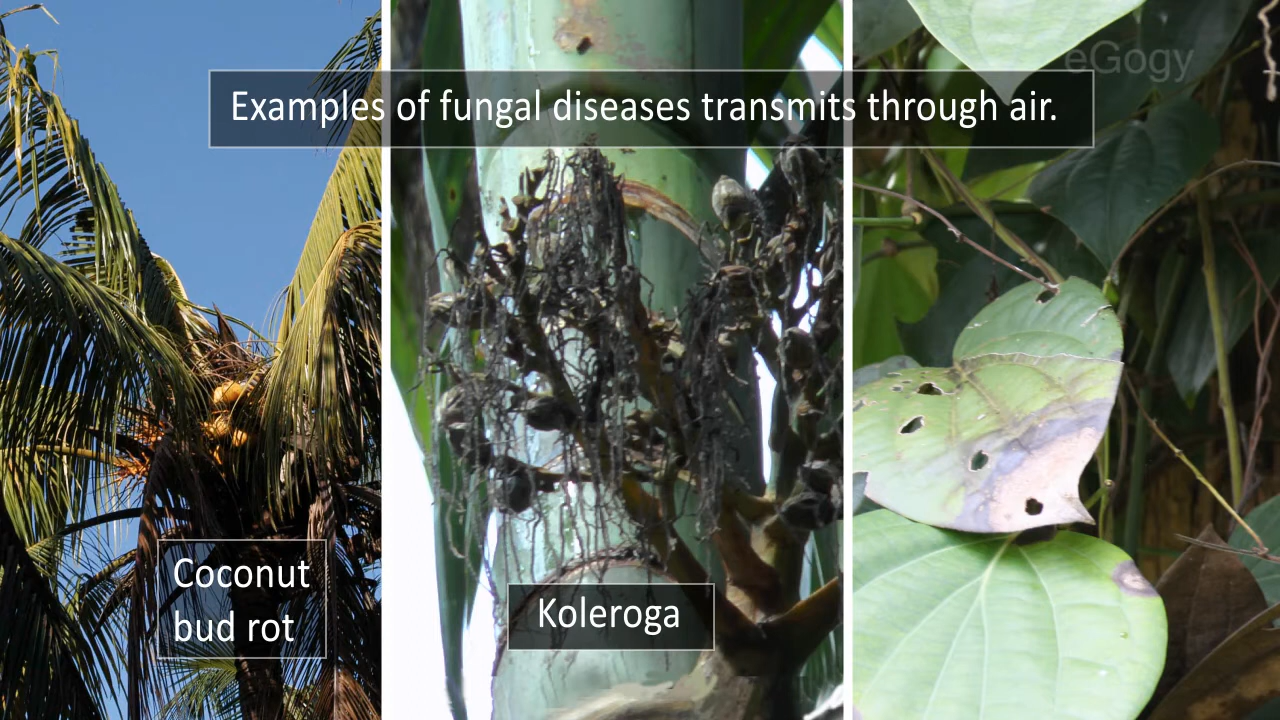 eGogy
Examples of fungal diseases transmits through air.
Coconut
bud rot
Koleroga